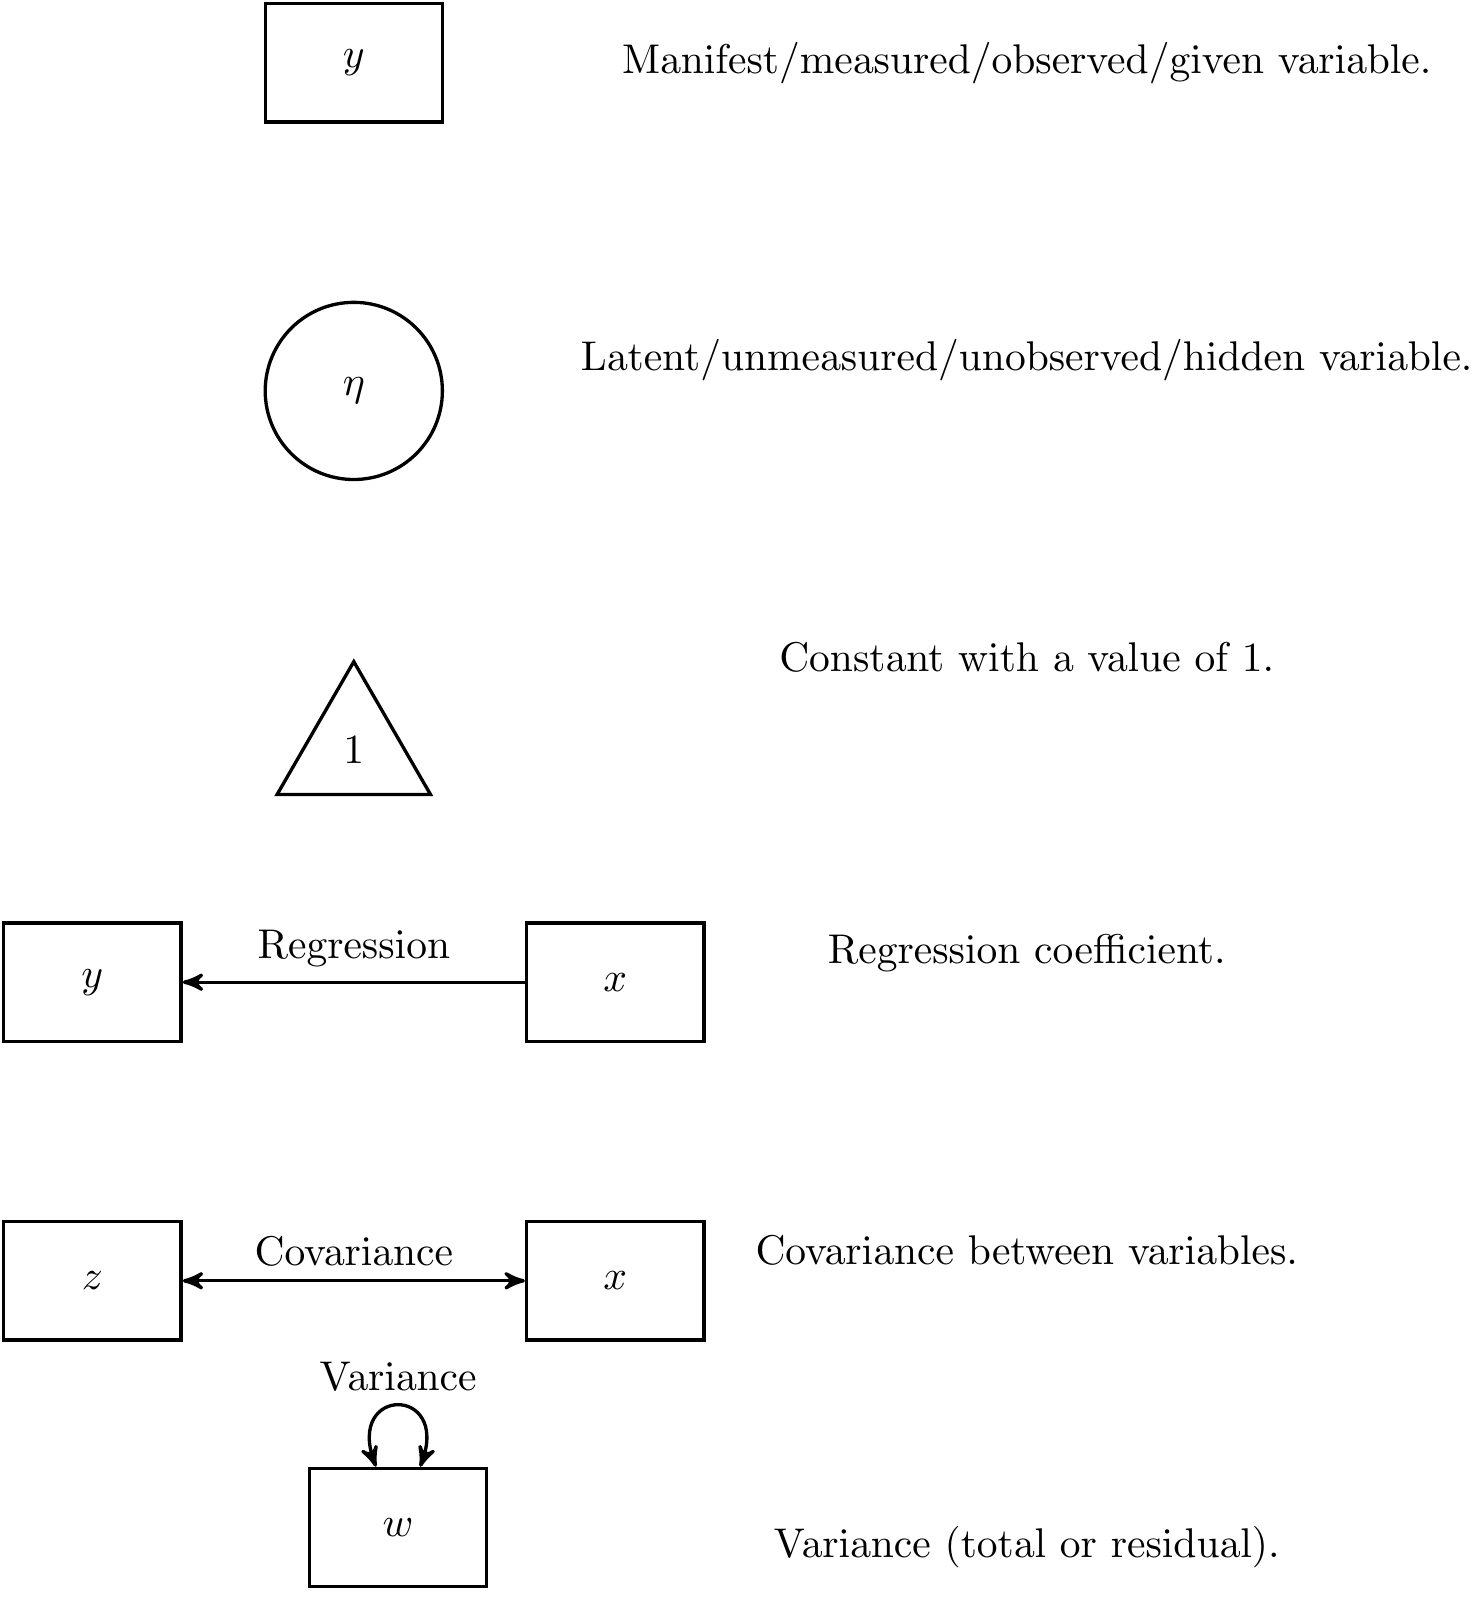 y Manifest/measured/observed/given variable.
η Latent/unmeasured/unobserved/hidden variable.
Constant with a value of 1.
1
y Regression x Regression coefficient.
z Covariance x Covariance between variables.
Variance
w Variance (total or residual).